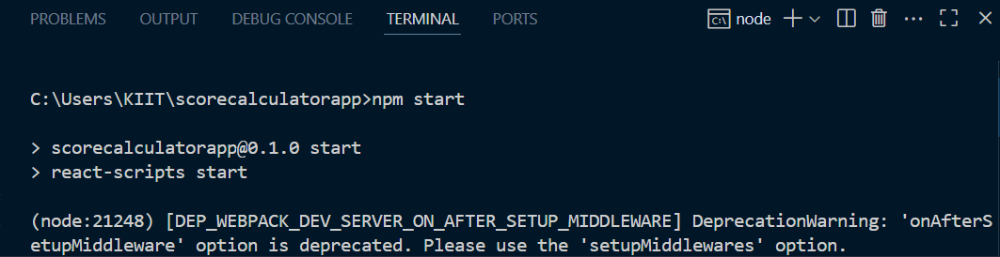 PROBLEMS OUTPUT DEBUG CONSOLE TERMINAL PORTS node
C:\Users\KIIT\scorecalculatorapp>npm start
> scorecalculatorapp@0.1.0 start
> react-scripts start
(node:21248) [DEP_WEBPACK_DEV_SERVER_ON_AFTER_SETUP_MIDDLEWARE] DeprecationWarning: 'onAfterS
etupMiddleware' option is deprecated. Please use the 'setupMiddlewares' option.